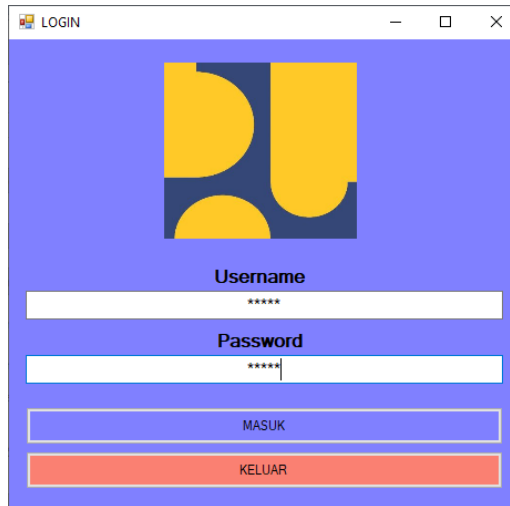 LOGIN
Username
*****
Password
*****
MASUK
KELUAR